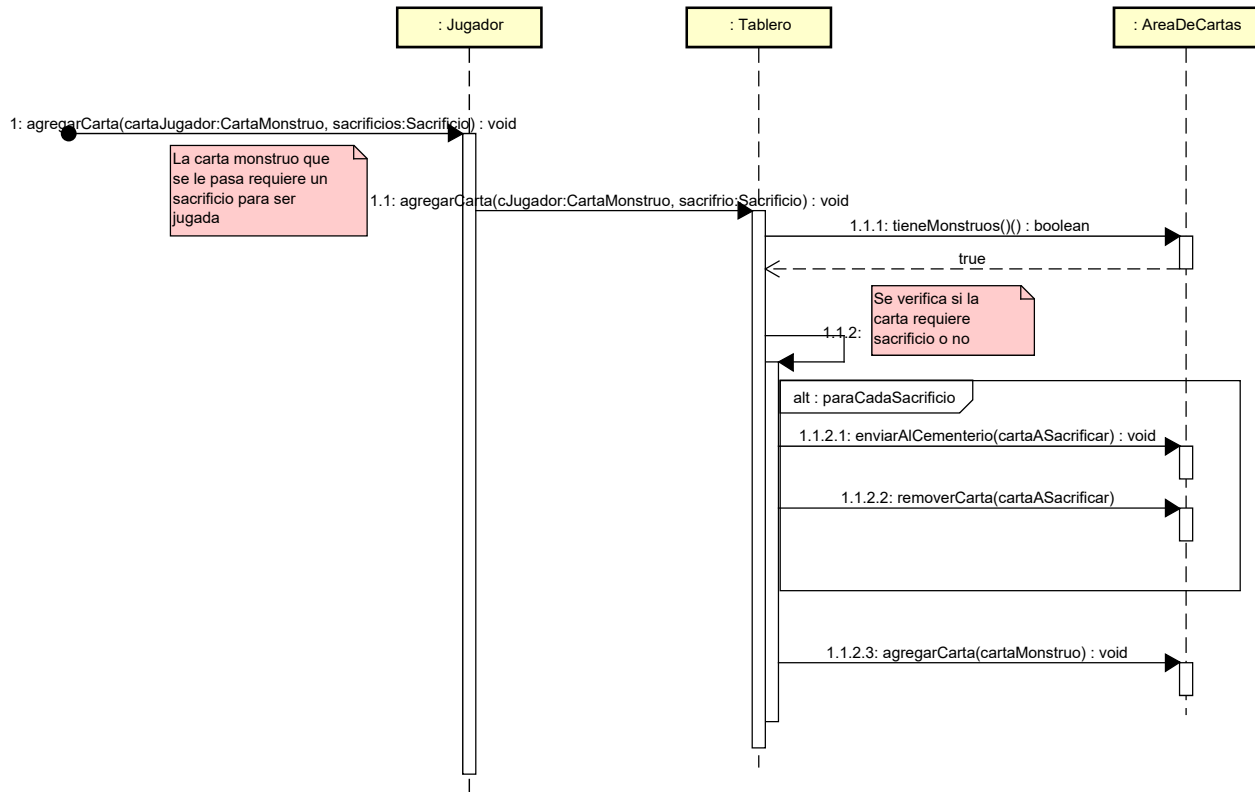 : Jugador
: Tablero
: AreaDeCartas
1: agregarCarta(cartaJugador:CartaMonstruo, sacrificios:Sacrificio) : void
La carta monstruo que
se le pasa requiere un
sacrificio para ser
jugada
1.1: agregarCarta(cJugador:CartaMonstruo, sacrifrio:Sacrificio) : void
1.1.1: tieneMonstruos()() : boolean
true
Se verifica si la
carta requiere
sacrificio o no
1.1.2:
alt : paraCadaSacrificio
1.1.2.1: enviarAlCementerio(cartaASacrificar) : void
1.1.2.2: removerCarta(cartaASacrificar)
1.1.2.3: agregarCarta(cartaMonstruo) : void